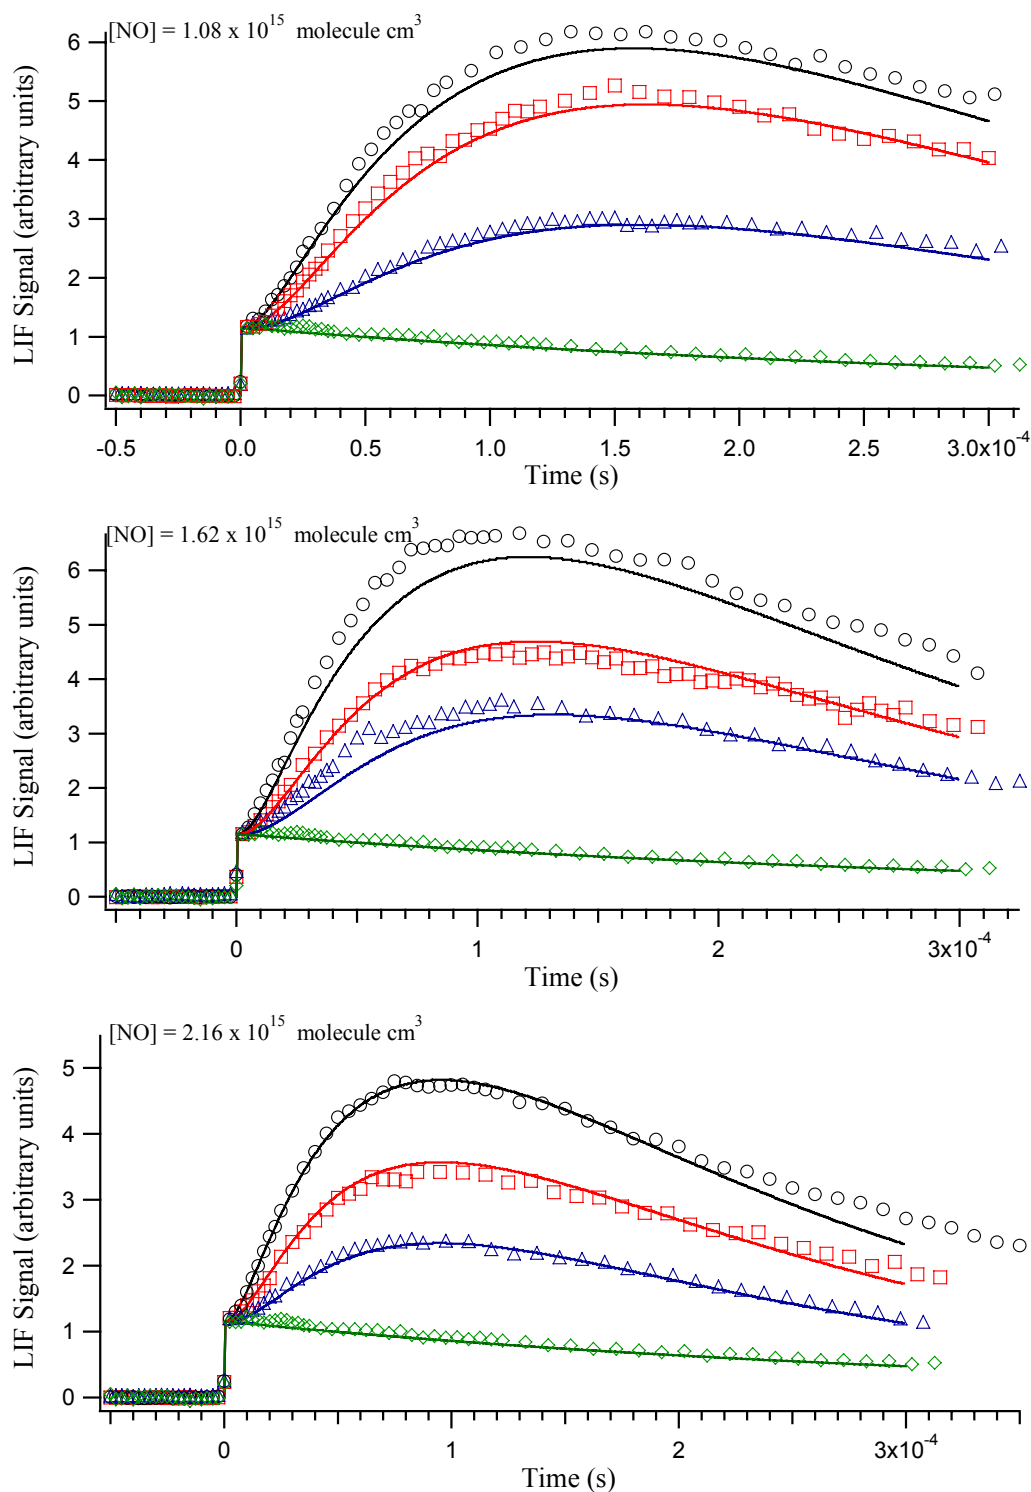 [NO] = 1.08 x 10^15 molecule cm^3
LIF Signal (arbitrary units)
6
5
4
3
2
1
0
-0.5 0.0 0.5 1.0 1.5 2.0 2.5 3.0x10^-4
Time (s)
[NO] = 1.62 x 10^15 molecule cm^3
LIF Signal (arbitrary units)
6
5
4
3
2
1
0
0 1 2 3x10^-4
Time (s)
[NO] = 2.16 x 10^15 molecule cm^3
LIF Signal (arbitrary units)
5
4
3
2
1
0
0 1 2 3x10^-4
Time (s)